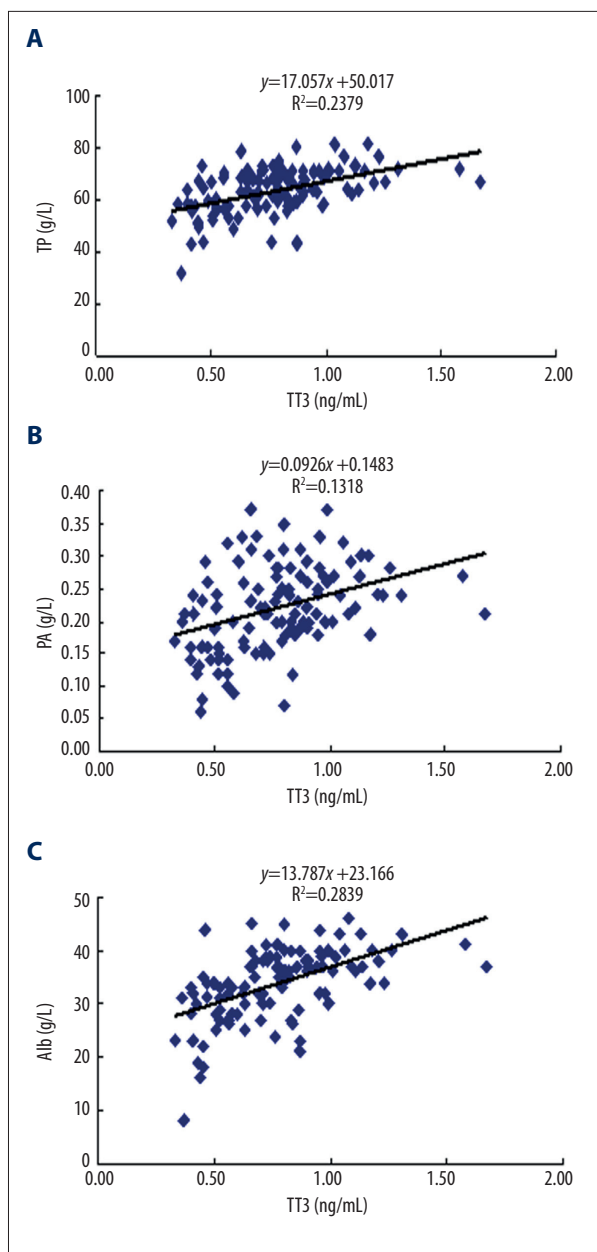 A
y=17.057x +50.017
R²=0.2379
100
80
60
40
20
0
TP (g/L)
0.00 0.50 1.00 1.50 2.00
TT3 (ng/mL)
B
y=0.0926x +0.1483
R²=0.1318
0.40
0.35
0.30
0.25
0.20
0.15
0.10
0.05
0.00
PA (g/L)
0.00 0.50 1.00 1.50 2.00
TT3 (ng/mL)
C
y=13.787x +23.166
R²=0.2839
50
40
30
20
10
0
Alb (g/L)
0.00 0.50 1.00 1.50 2.00
TT3 (ng/mL)